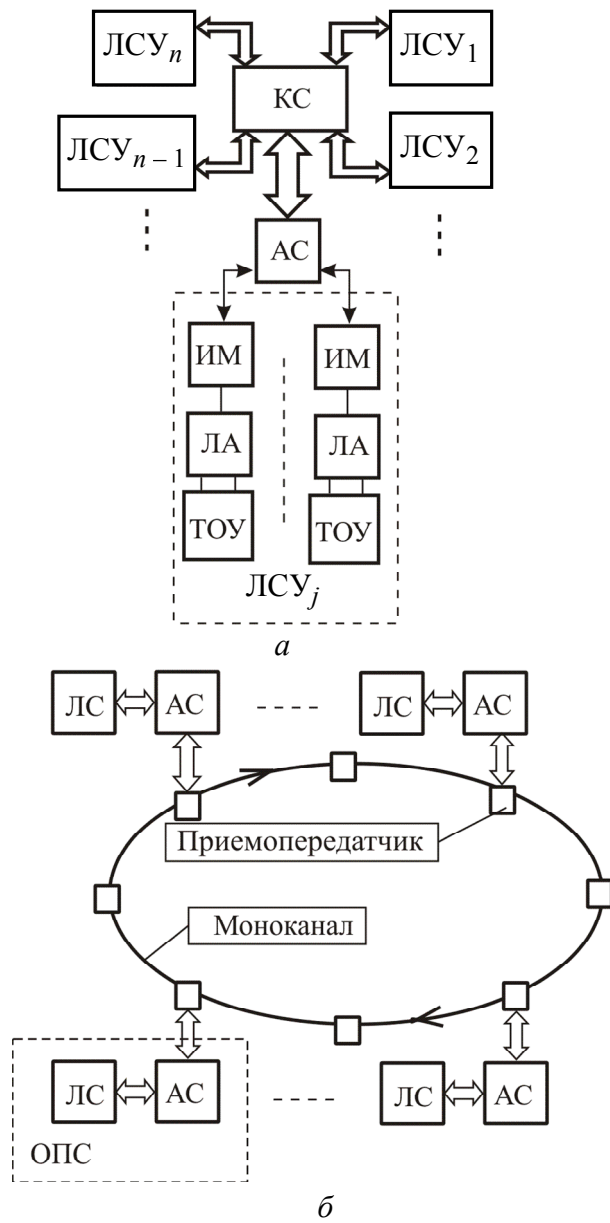 ЛСУn
ЛСУ1
КС
ЛСУn – 1
ЛСУ2
АС
ИМ
ИМ
ЛА
ЛА
ТОУ
ТОУ
ЛСУj
а
ЛС
АС
ЛС
АС
Приемопередатчик
Моноканал
ЛС
АС
ЛС
АС
ОПС
б